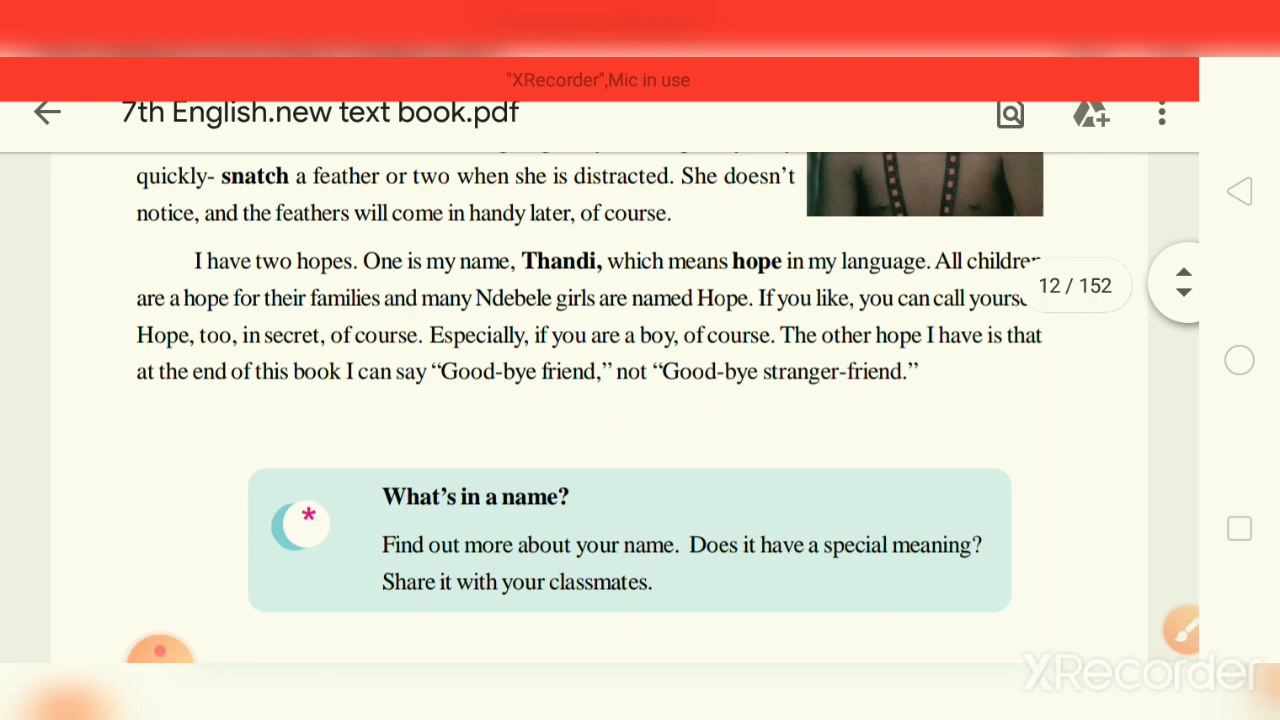 "XRecorder",Mic in use
7th English.new text book.pdf
quickly- snatch a feather or two when she is distracted. She doesn’t
notice, and the feathers will come in handy later, of course.
I have two hopes. One is my name, Thandi, which means hope in my language. All children
12 / 152
are a hope for their families and many Ndebele girls are named Hope. If you like, you can call
Hope, too, in secret, of course. Especially, if you are a boy, of course. The other hope I have is that
at the end of this book I can say “Good-bye friend,” not “Good-bye stranger-friend.”
What’s in a name?
*
Find out more about your name. Does it have a special meaning?
Share it with your classmates.
XRecorder